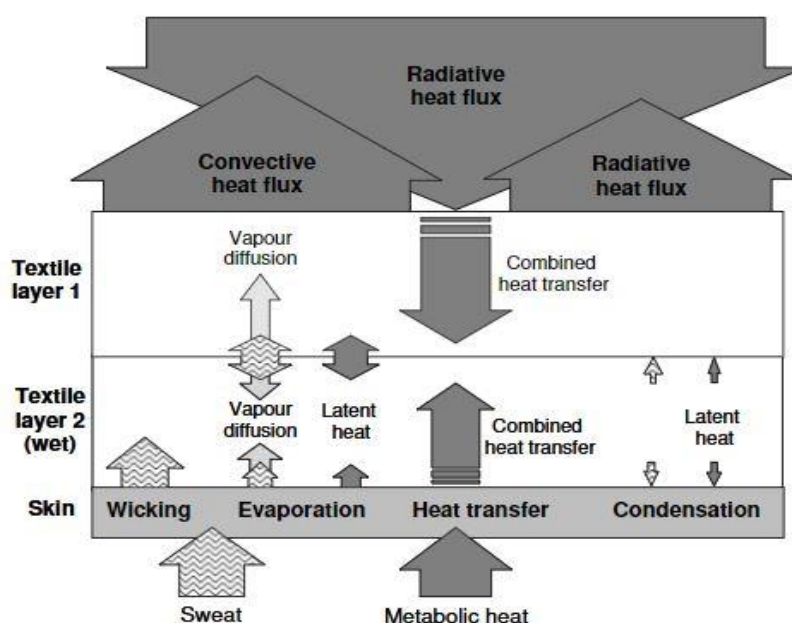 Radiative
heat flux
Convective
heat flux
Radiative
heat flux
Textile
layer 1
Vapour
diffusion
Combined
heat transfer
Textile
layer 2
(wet)
Vapour
diffusion
Latent
heat
Combined
heat transfer
Latent
heat
Skin
Wicking
Evaporation
Heat transfer
Condensation
Sweat
Metabolic heat